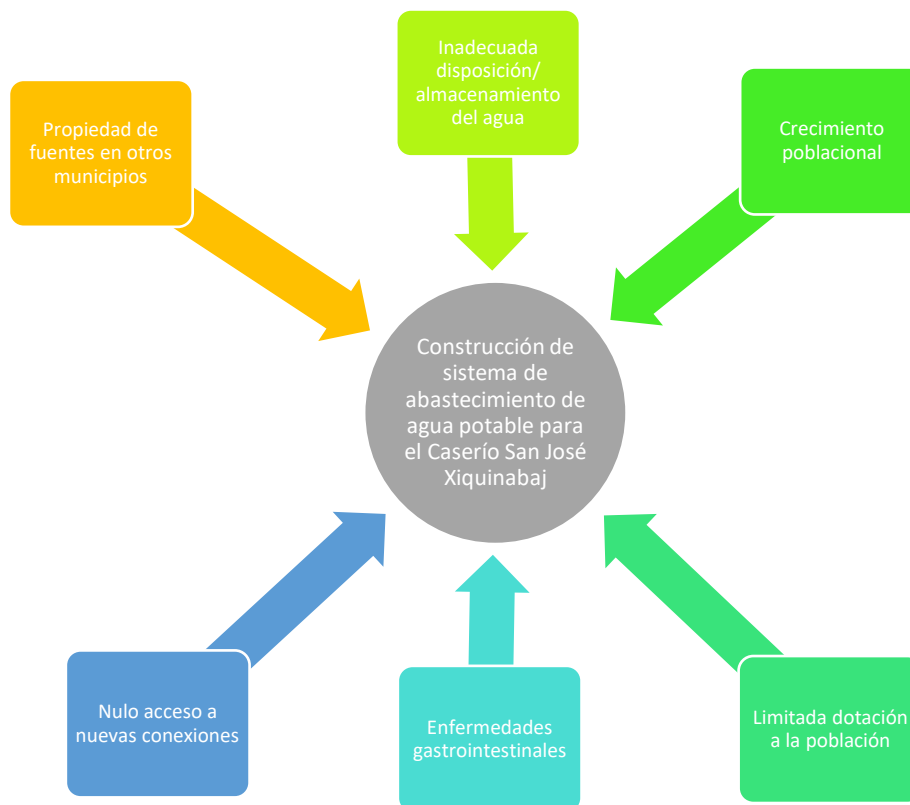 Inadecuada
disposición/
almacenamiento
del agua
Propiedad de
fuentes en otros
municipios
Crecimiento
poblacional
Construcción de
sistema de
abastecimiento de
agua potable para
el Caserío San José
Xiquinabaj
Nulo acceso a
nuevas conexiones
Enfermedades
gastrointestinales
Limitada dotación
a la población